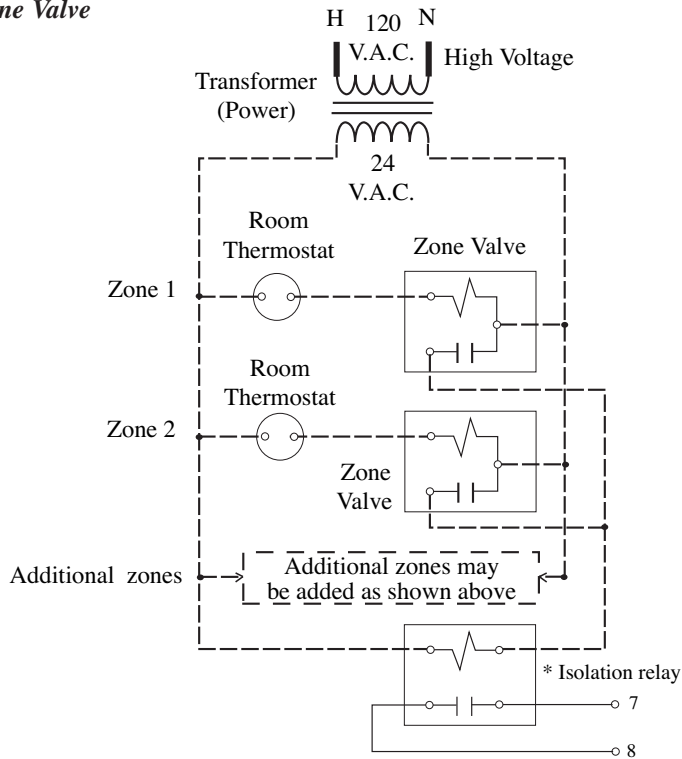 ne Valve
H 120 N
V.A.C. High Voltage
Transformer
(Power)
24
V.A.C.
Room
Thermostat
Zone Valve
Zone 1
Room
Thermostat
Zone 2
Zone
Valve
Additional zones
Additional zones may
be added as shown above
* Isolation relay
7
8